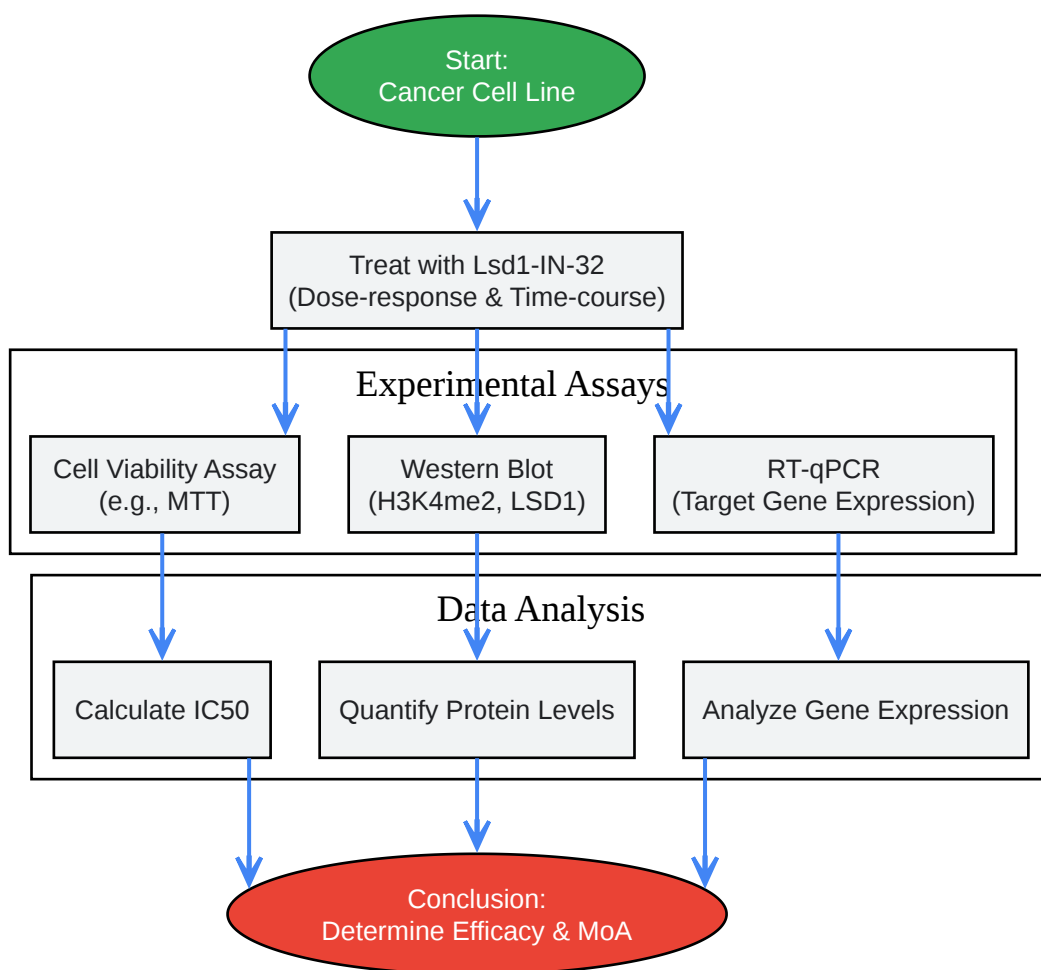 Start:
Cancer Cell Line
Treat with Lsd1-IN-32
(Dose-response & Time-course)
Experimental Assays
Cell Viability Assay
(e.g., MTT)
Western Blot
(H3K4me2, LSD1)
RT-qPCR
(Target Gene Expression)
Data Analysis
Calculate IC50
Quantify Protein Levels
Analyze Gene Expression
Conclusion:
Determine Efficacy & MoA